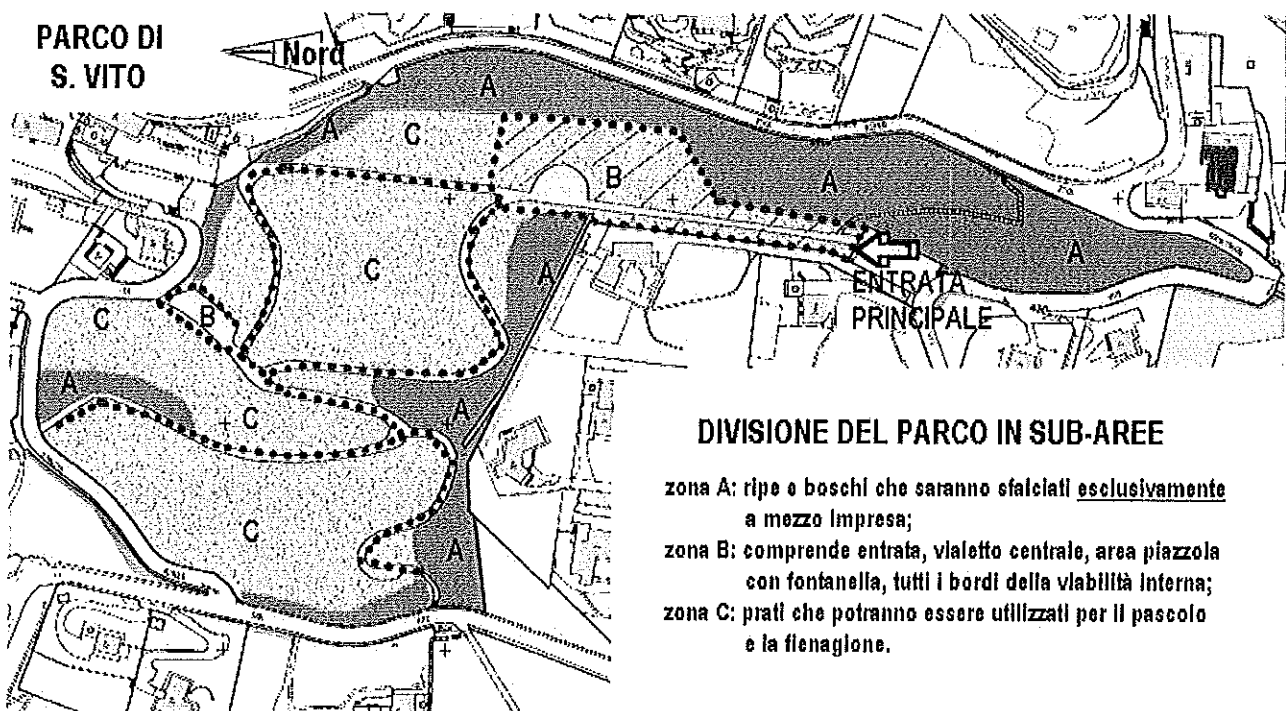 PARCO DI
S. VITO
Nord
A
A
C
B
A
C
A
A
ENTRATA
PRINCIPALE
C
B
A
C
A
C
A
DIVISIONE DEL PARCO IN SUB-AREE
zona A: ripe e boschi che saranno sfalciati esclusivamente
a mezzo Impresa;
zona B: comprende entrata, vialetto centrale, area piazzola
con fontanella, tutti i bordi della viabilità interna;
zona C: prati che potranno essere utilizzati per il pascolo
e la fienagione.